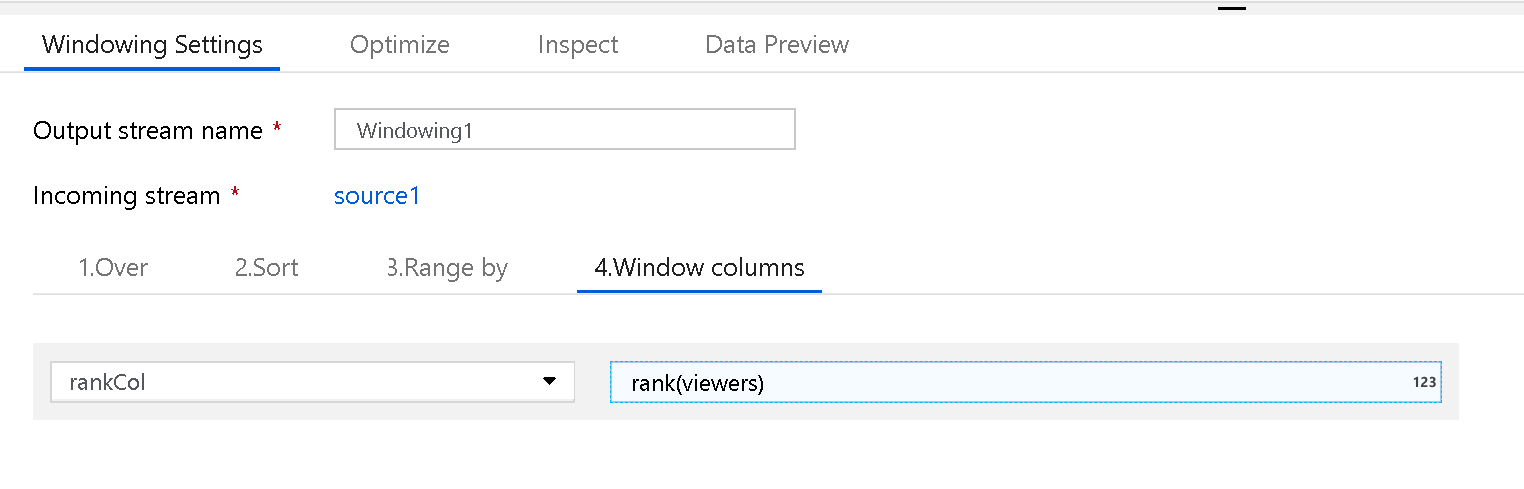 Windowing Settings Optimize Inspect Data Preview
Output stream name * Windowing1
Incoming stream * source1
1.Over 2.Sort 3.Range by 4.Window columns
rankCol rank(viewers) 123